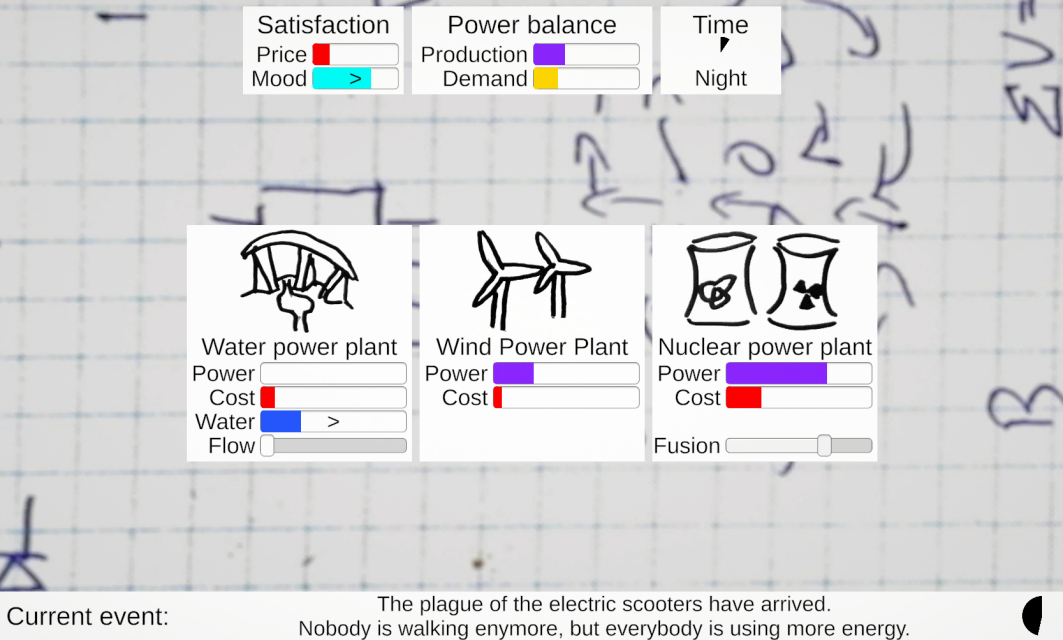 Satisfaction
Price
Mood >
Power balance
Production
Demand
Time
Night
Water power plant
Power
Cost
Water >
Flow
Wind Power Plant
Power
Cost
Nuclear power plant
Power
Cost
Fusion
Current event:
The plague of the electric scooters have arrived.
Nobody is walking enymore, but everybody is using more energy.